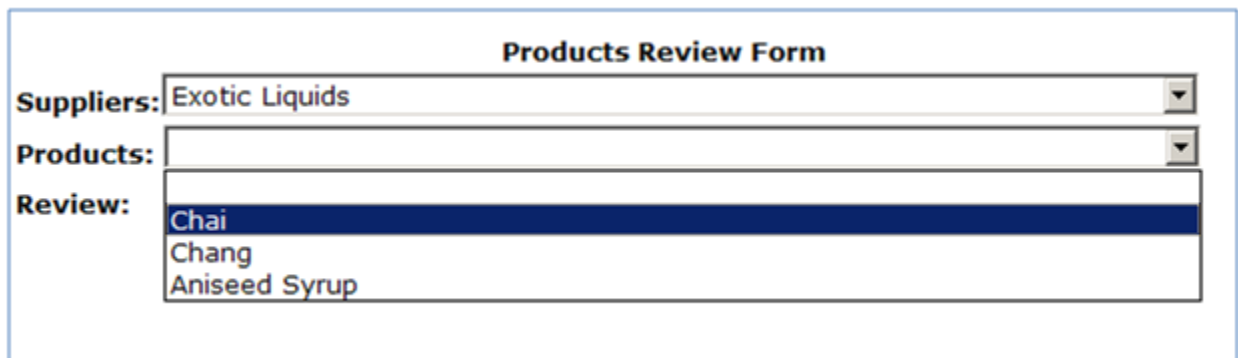 Products Review Form
Suppliers: Exotic Liquids
Products:
Review:
Chai
Chang
Aniseed Syrup